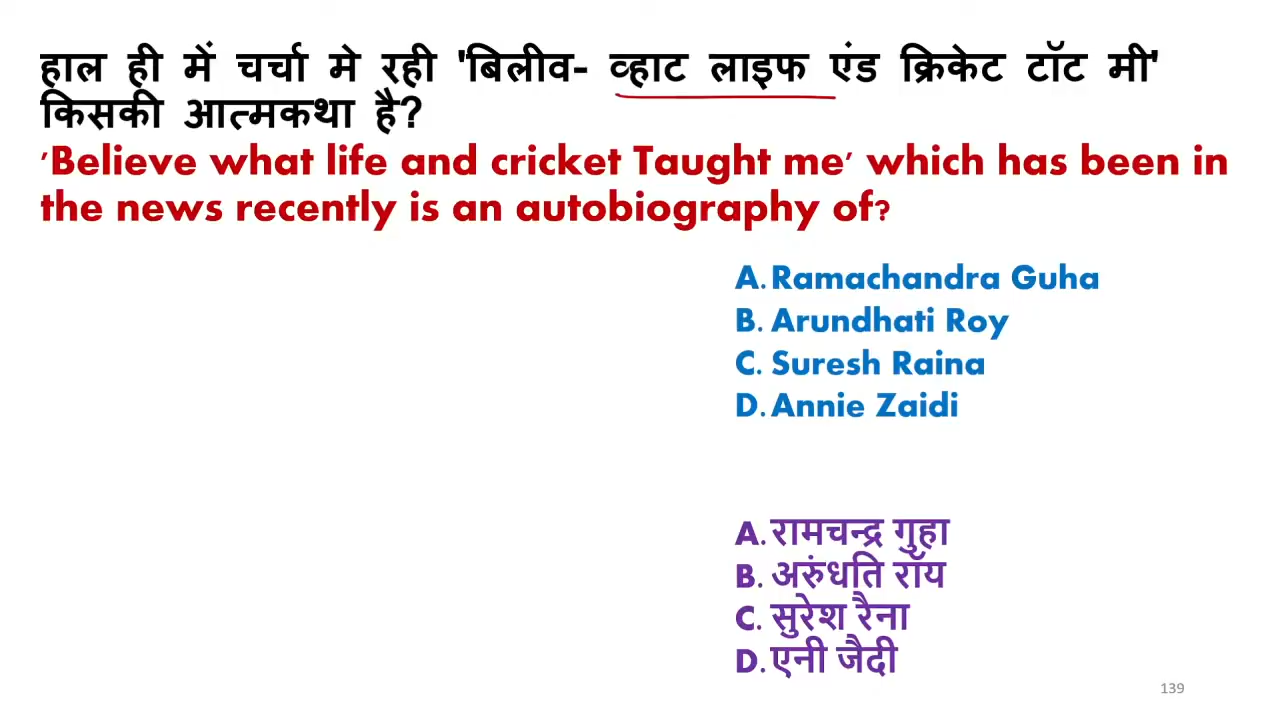 हाल ही में चर्चा मे रही 'बिलीव- व्हाट लाइफ एंड क्रिकेट टॉट मी'
किसकी आत्मकथा है?
'Believe what life and cricket Taught me' which has been in
the news recently is an autobiography of?
A. Ramachandra Guha
B. Arundhati Roy
C. Suresh Raina
D. Annie Zaidi
A. रामचन्द्र गुहा
B. अरुंधति रॉय
C. सुरेश रैना
D. एनी जैदी
139